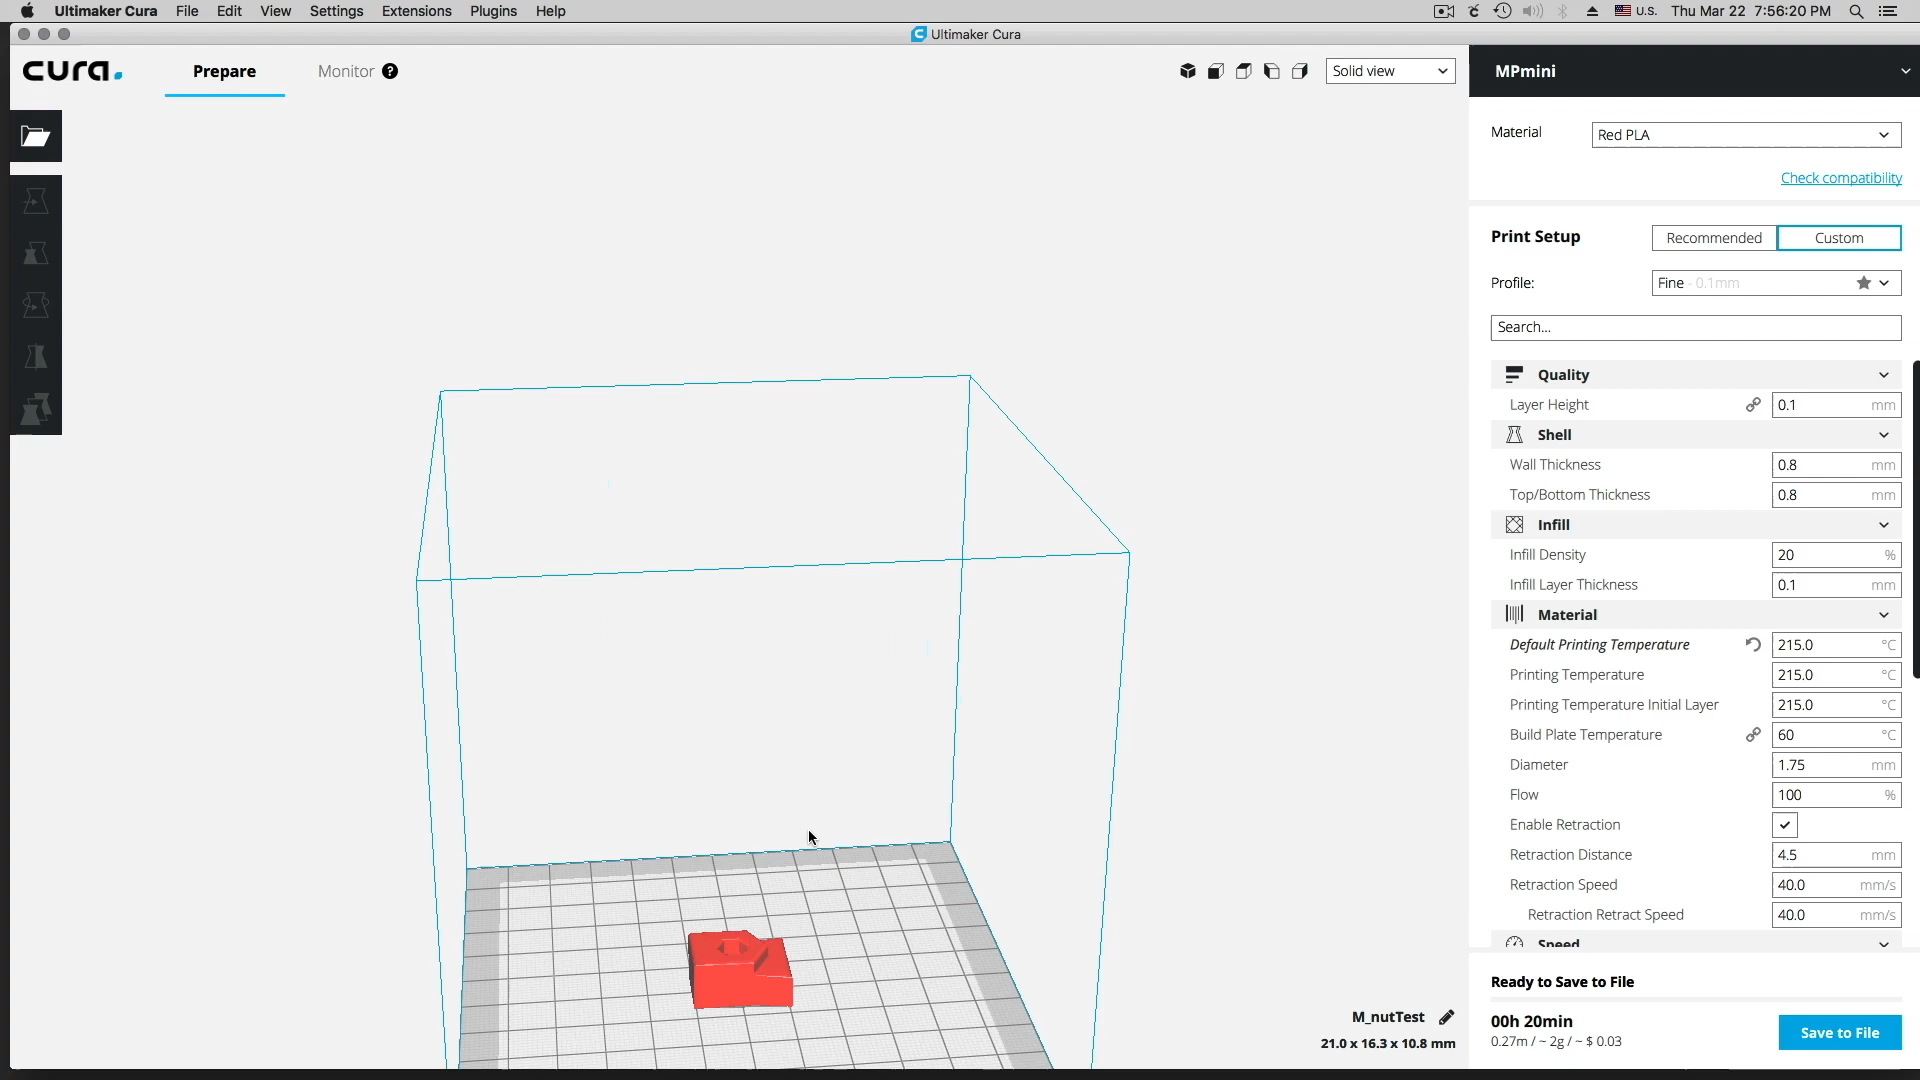 Ultimaker Cura File Edit View Settings Extensions Plugins Help U.S. Thu Mar 22 7:56:20 PM
Ultimaker Cura
cura. Prepare Monitor ? Solid view MPmini
Material Red PLA
Check compatibility
Print Setup Recommended Custom
Profile: Fine - 0.1mm
Search...
Quality
Layer Height 0.1 mm
Shell
Wall Thickness 0.8 mm
Top/Bottom Thickness 0.8 mm
Infill
Infill Density 20 %
Infill Layer Thickness 0.1 mm
Material
Default Printing Temperature 215.0 °C
Printing Temperature 215.0 °C
Printing Temperature Initial Layer 215.0 °C
Build Plate Temperature 60 °C
Diameter 1.75 mm
Flow 100 %
Enable Retraction
Retraction Distance 4.5 mm
Retraction Speed 40.0 mm/s
Retraction Retract Speed 40.0 mm/s
Speed
Ready to Save to File
M_nutTest
21.0 x 16.3 x 10.8 mm
00h 20min
0.27m / ~ 2g / ~ $ 0.03
Save to File